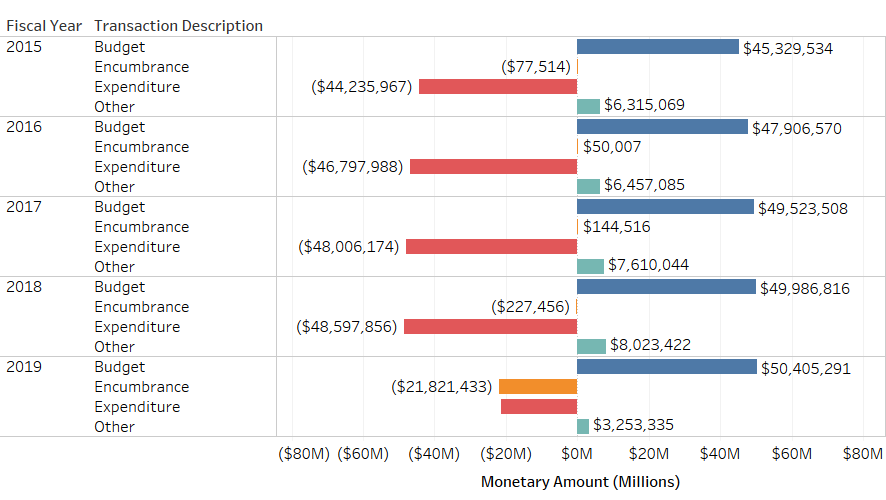 Fiscal Year Transaction Description
2015 Budget $45,329,534
Encumbrance ($77,514)
Expenditure ($44,235,967)
Other $6,315,069
2016 Budget $47,906,570
Encumbrance $50,007
Expenditure ($46,797,988)
Other $6,457,085
2017 Budget $49,523,508
Encumbrance $144,516
Expenditure ($48,006,174)
Other $7,610,044
2018 Budget $49,986,816
Encumbrance ($227,456)
Expenditure ($48,597,856)
Other $8,023,422
2019 Budget $50,405,291
Encumbrance ($21,821,433)
Expenditure
Other $3,253,335
($80M) ($60M) ($40M) ($20M) $0M $20M $40M $60M $80M
Monetary Amount (Millions)